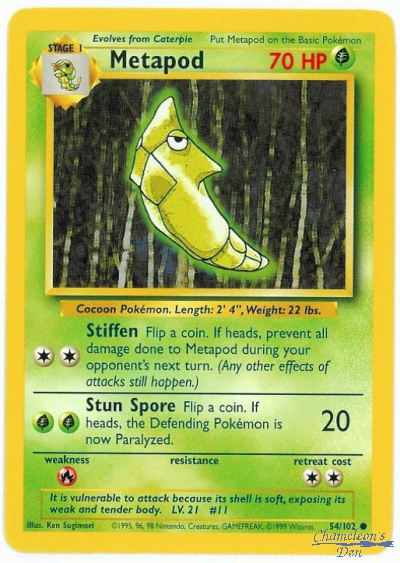 Evolves from Caterpie Put Metapod on the Basic Pokémon
STAGE 1
Metapod 70 HP
Cocoon Pokémon. Length: 2' 4", Weight: 22 lbs.
Stiffen Flip a coin. If heads, prevent all
damage done to Metapod during your
opponent's next turn. (Any other effects of
attacks still happen.)
Stun Spore Flip a coin. If
heads, the Defending Pokémon is
now Paralyzed.
20
weakness resistance retreat cost
It is vulnerable to attack because its shell is soft, exposing its
weak and tender body. LV. 21 #11
Illus. Ken Sugimori ©1995, 96, 98 Nintendo, Creatures, GAMEFREAK. ©1999 Wizards. 54/102
Chameleon's
Den